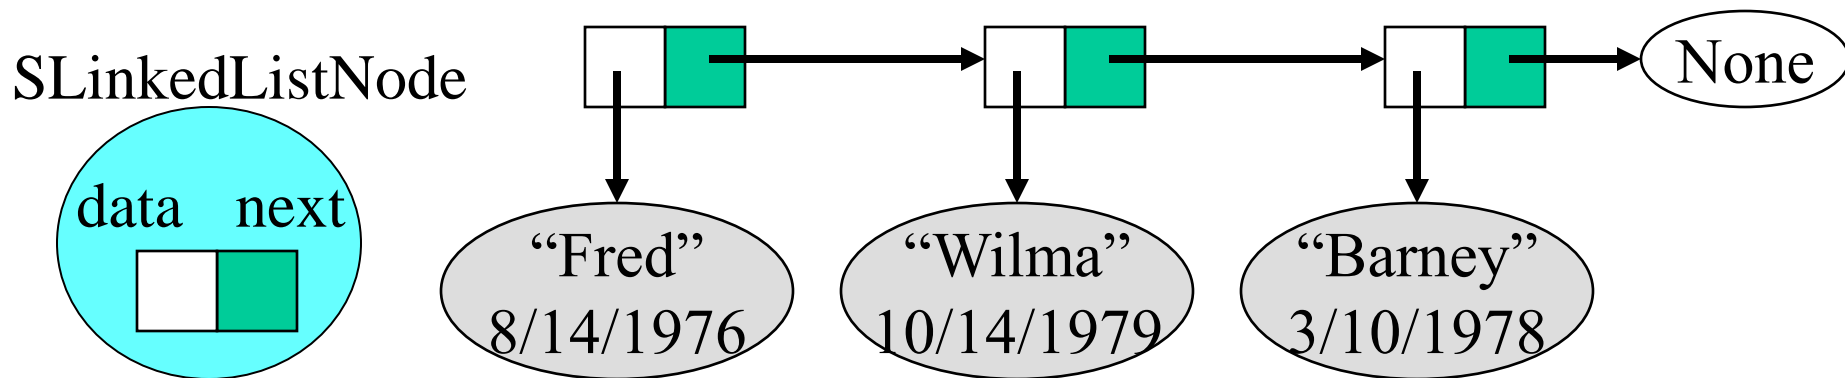 SLinkedListNode
data next
None
“Fred”
8/14/1976
“Wilma”
10/14/1979
“Barney”
3/10/1978